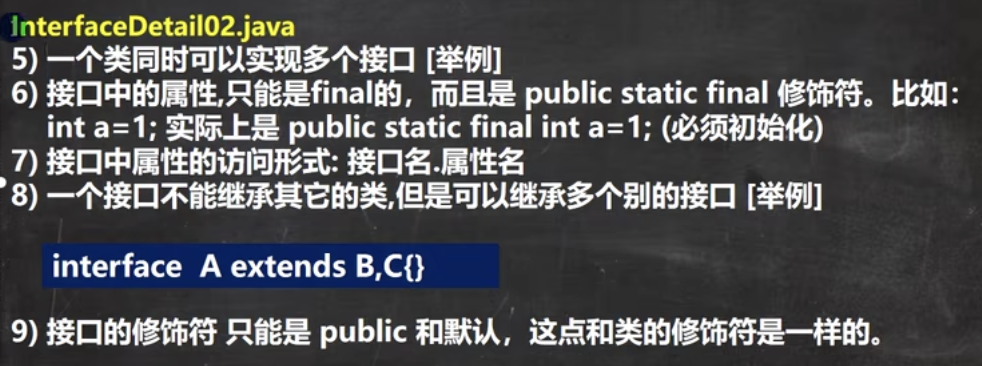 InterfaceDetail02.java
5) 一个类同时可以实现多个接口 [举例]
6) 接口中的属性,只能是final的，而且是 public static final 修饰符。比如：
int a=1; 实际上是 public static final int a=1; (必须初始化)
7) 接口中属性的访问形式: 接口名.属性名
8) 一个接口不能继承其它的类,但是可以继承多个别的接口 [举例]
interface A extends B,C{}
9) 接口的修饰符 只能是 public 和默认，这点和类的修饰符是一样的。